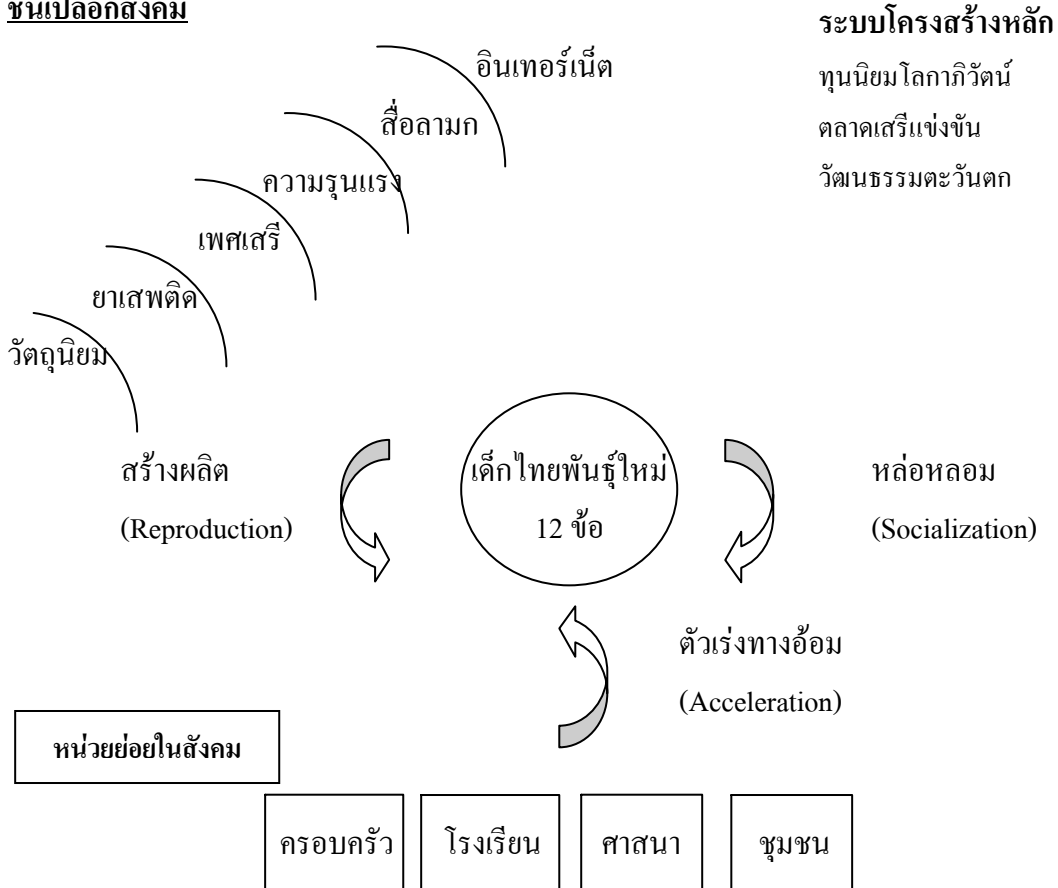 ชั้นเปลือกสังคม
ระบบโครงสร้างหลัก
ทุนนิยมโลกาภิวัตน์
ตลาดเสรีแข่งขัน
วัฒนธรรมตะวันตก
อินเทอร์เน็ต
สื่อลามก
ความรุนแรง
เพศเสรี
ยาเสพติด
วัตถุนิยม
สร้างผลิต
(Reproduction)
เด็กไทยพันธุ์ใหม่
12 ข้อ
หล่อหลอม
(Socialization)
ตัวเร่งทางอ้อม
(Acceleration)
หน่วยย่อยในสังคม
ครอบครัว
โรงเรียน
ศาสนา
ชุมชน